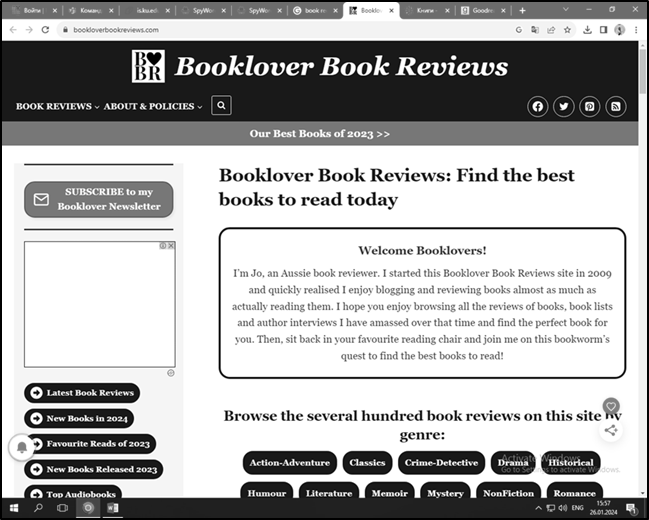 Войти
Команд
is.ku.edu
SpyWo
SpyWo
book re
Booklo
Книги -
Goodre
bookloverbookreviews.com
B♥
BR
Booklover Book Reviews
BOOK REVIEWS
ABOUT & POLICIES
Our Best Books of 2023 >>
SUBSCRIBE to my
Booklover Newsletter
Latest Book Reviews
New Books in 2024
Favourite Reads of 2023
New Books Released 2023
Top Audiobooks
Booklover Book Reviews: Find the best
books to read today
Welcome Booklovers!
I'm Jo, an Aussie book reviewer. I started this Booklover Book Reviews site in 2009
and quickly realised I enjoy blogging and reviewing books almost as much as
actually reading them. I hope you enjoy browsing all the reviews of books, book lists
and author interviews I have amassed over that time and find the perfect book for
you. Then, sit back in your favourite reading chair and join me on this bookworm's
quest to find the best books to read!
Browse the several hundred book reviews on this site by
genre:
Action-Adventure
Classics
Crime-Detective
Drama
Historical
Humour
Literature
Memoir
Mystery
NonFiction
Romance
Activate Windows
Go to Settings to activate Windows.
ENG
15:57
26.01.2024